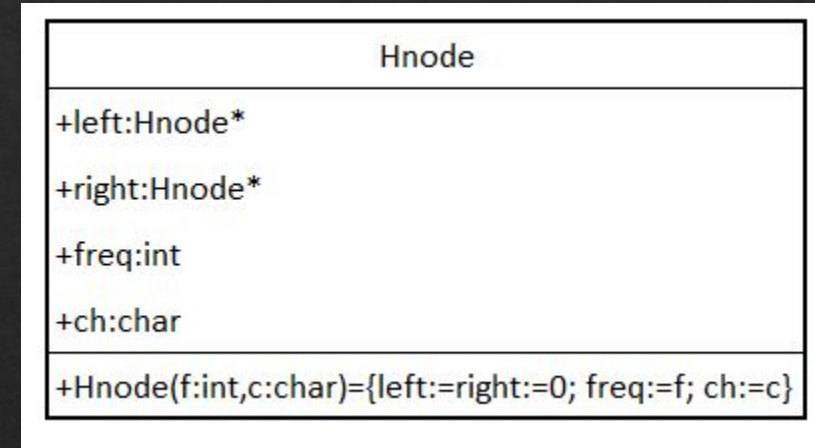 Hnode
+left:Hnode*
+right:Hnode*
+freq:int
+ch:char
+Hnode(f:int,c:char)={left:=right:=0; freq:=f; ch:=c}